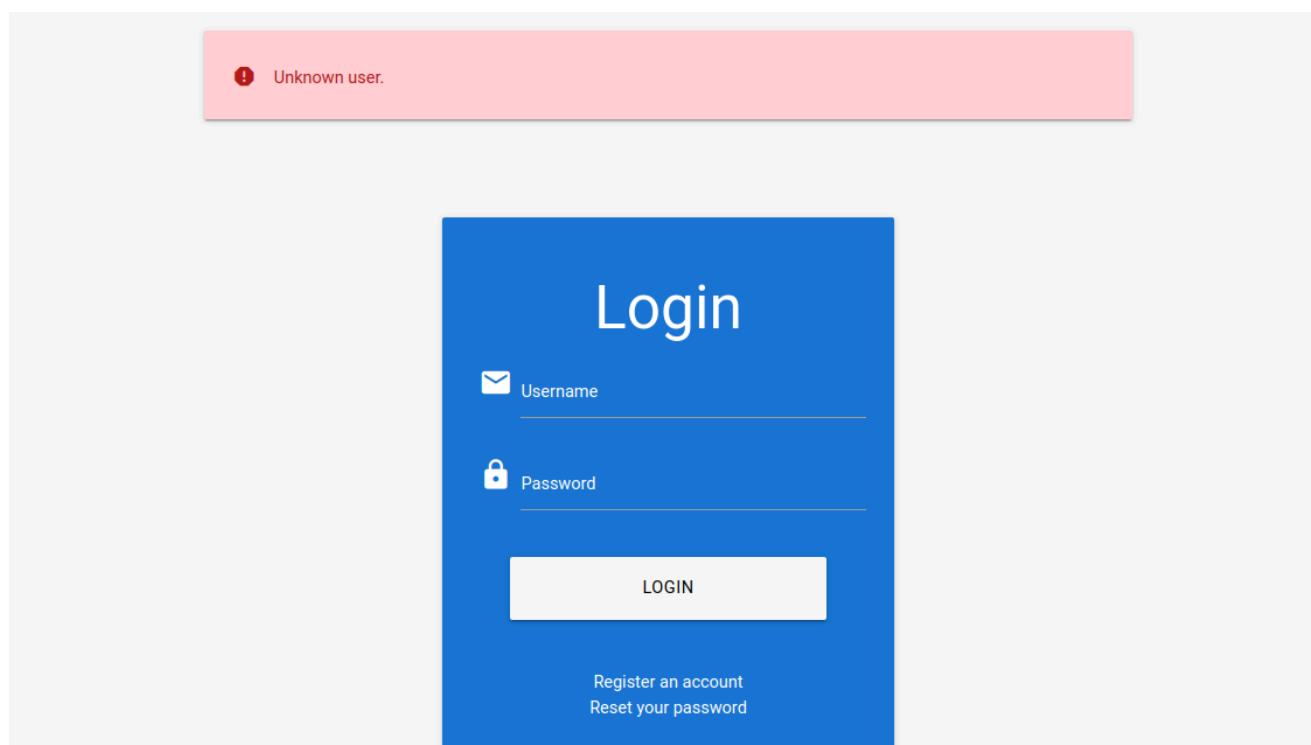 Unknown user.
Login
Username
Password
LOGIN
Register an account
Reset your password